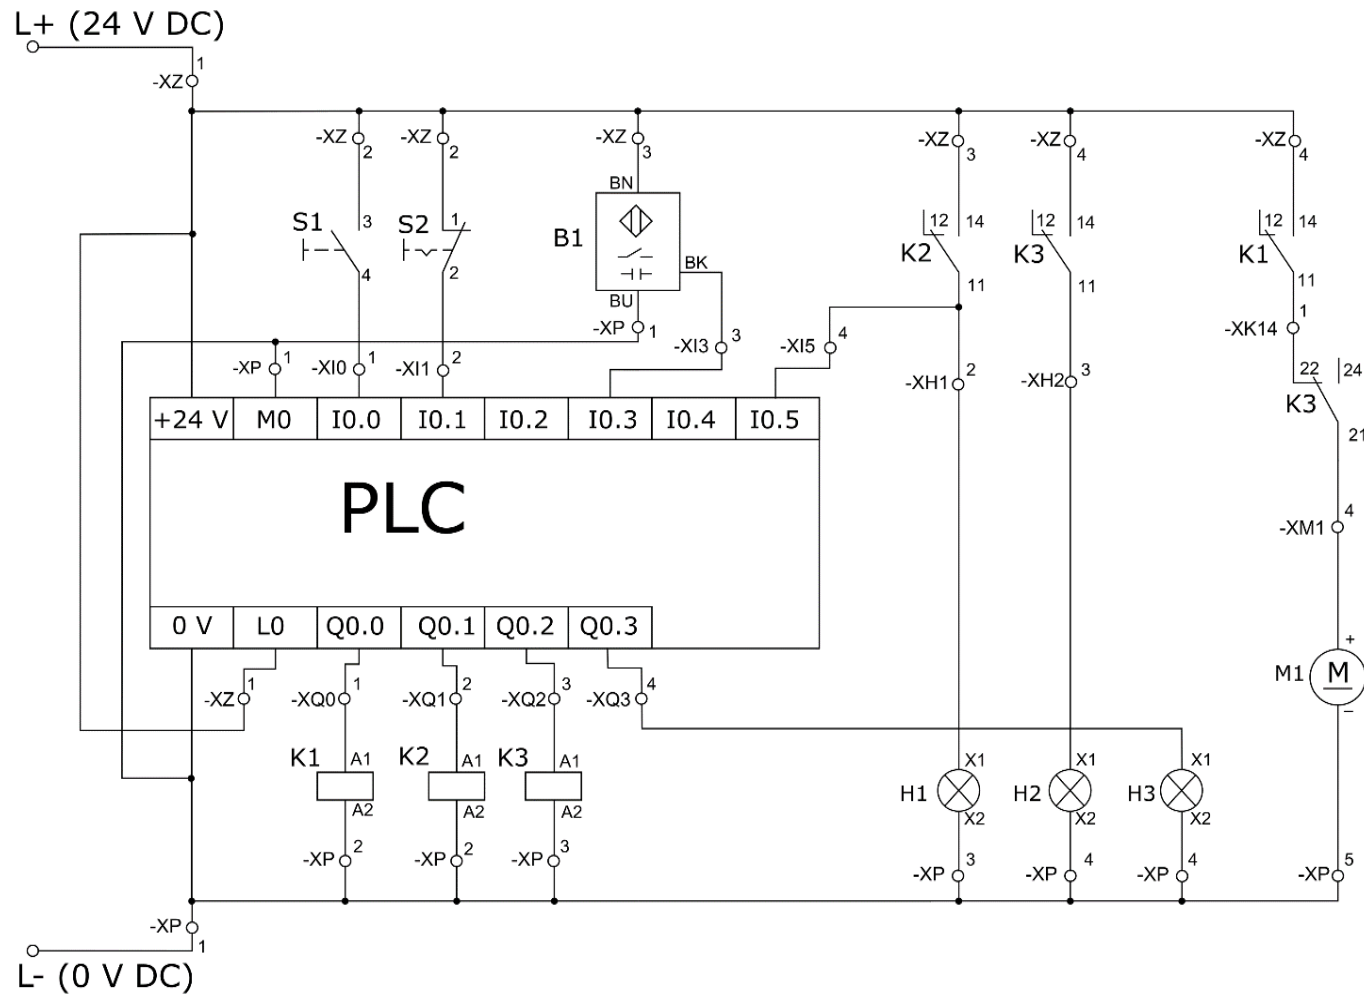 L+ (24 V DC)
1
-XZ
-XZ
2
-XZ
2
-XZ
3
-XZ
3
-XZ
4
-XZ
4
BN
S1
3
4
S2
1
2
B1
BK
BU
12
14
K2
11
12
14
K3
11
12
14
K1
11
-XP
1
-XP
1
-XI0
1
-XI1
2
-XI3
3
-XI5
4
-XH1
2
-XH2
3
1
-XK14
22
24
K3
21
+24 V
M0
I0.0
I0.1
I0.2
I0.3
I0.4
I0.5
PLC
4
-XM1
0 V
L0
Q0.0
Q0.1
Q0.2
Q0.3
-XZ
1
-XQ0
1
-XQ1
2
-XQ2
3
-XQ3
4
+
M1
M
−
K1
A1
A2
K2
A1
A2
K3
A1
A2
H1
X1
X2
H2
X1
X2
H3
X1
X2
-XP
2
-XP
2
-XP
3
-XP
3
-XP
4
-XP
4
-XP
5
-XP
1
L- (0 V DC)